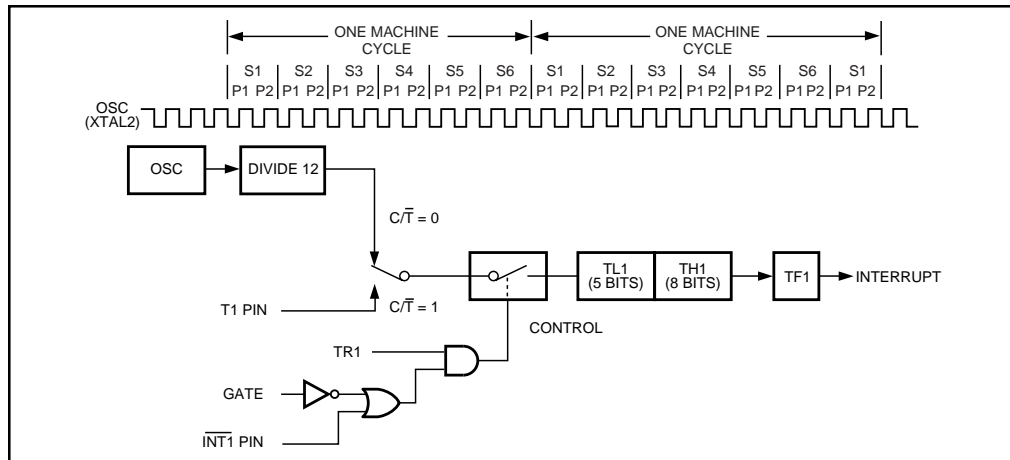 ONE MACHINE CYCLE
ONE MACHINE CYCLE
S1 S2 S3 S4 S5 S6 S1 S2 S3 S4 S5 S6 S1
P1 P2 P1 P2 P1 P2 P1 P2 P1 P2 P1 P2 P1 P2 P1 P2 P1 P2 P1 P2 P1 P2 P1 P2 P1 P2
OSC
(XTAL2)
OSC
DIVIDE 12
C/T̅ = 0
TL1
(5 BITS)
TH1
(8 BITS)
TF1
INTERRUPT
T1 PIN
C/T̅ = 1
CONTROL
TR1
GATE
I̅N̅T̅1̅ PIN